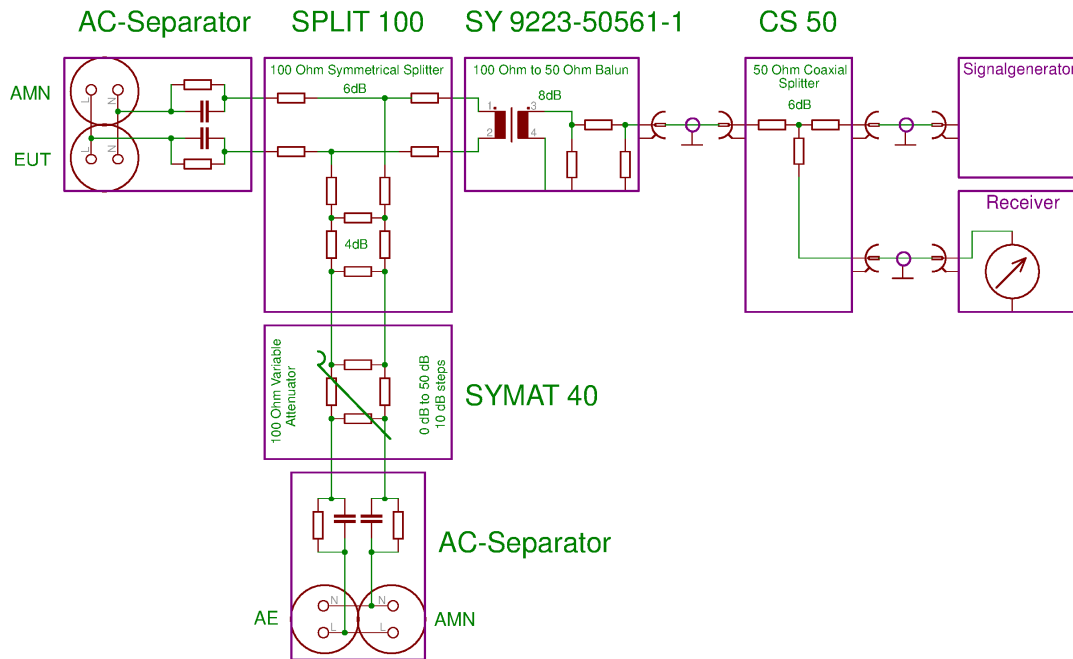 AC-Separator
SPLIT 100
SY 9223-50561-1
CS 50
100 Ohm Symmetrical Splitter
6dB
100 Ohm to 50 Ohm Balun
8dB
50 Ohm Coaxial
Splitter
6dB
Signalgenerator
AMN
L
N
1
2
3
4
EUT
L
N
Receiver
4dB
100 Ohm Variable
Attenuator
0 dB to 50 dB
10 dB steps
SYMAT 40
AC-Separator
AE
N
L
N
L
AMN